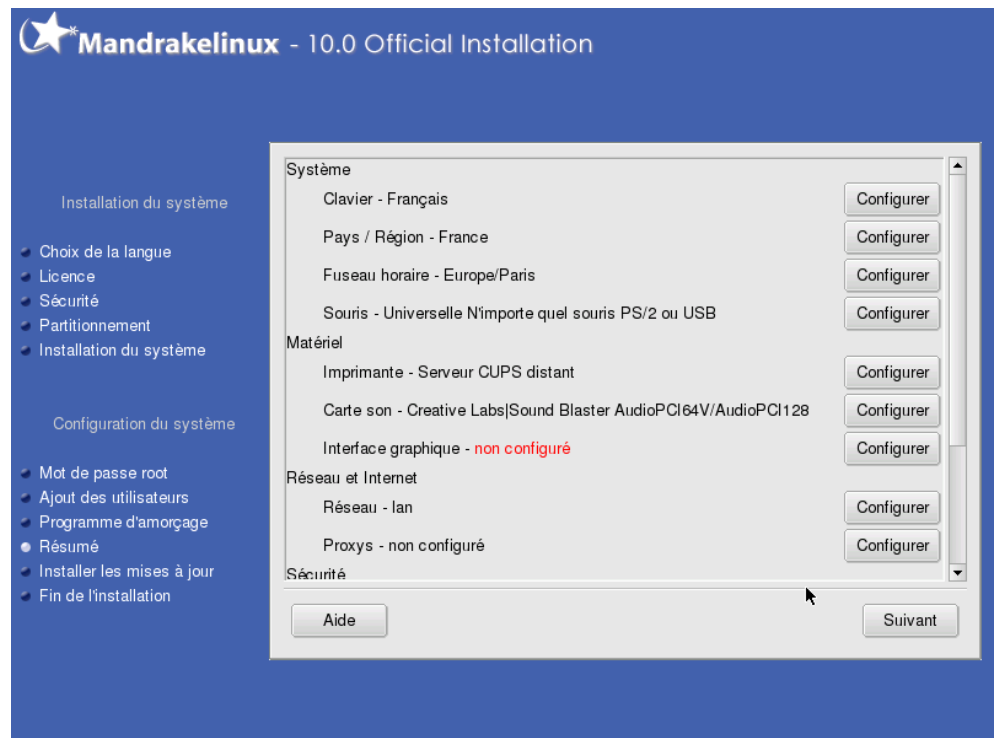 Mandrakelinux - 10.0 Official Installation
Installation du système
Choix de la langue
Licence
Sécurité
Partitionnement
Installation du système
Configuration du système
Mot de passe root
Ajout des utilisateurs
Programme d'amorçage
Résumé
Installer les mises à jour
Fin de l'installation
Système
Clavier - Français Configurer
Pays / Région - France Configurer
Fuseau horaire - Europe/Paris Configurer
Souris - Universelle N'importe quel souris PS/2 ou USB Configurer
Matériel
Imprimante - Serveur CUPS distant Configurer
Carte son - Creative Labs|Sound Blaster AudioPCI64V/AudioPCI128 Configurer
Interface graphique - non configuré Configurer
Réseau et Internet
Réseau - lan Configurer
Proxys - non configuré Configurer
Sécurité
Aide Suivant